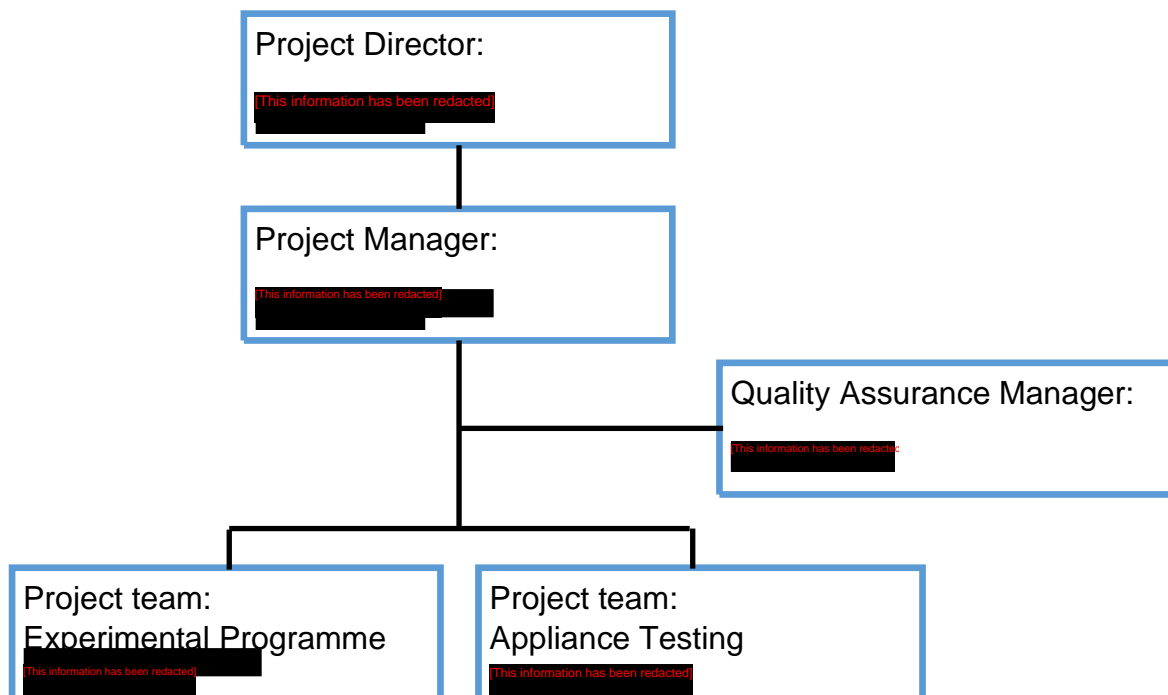 Project Director:
[This information has been redacted]
Project Manager:
[This information has been redacted]
Quality Assurance Manager:
[This information has been redacted
Project team:
Experimental Programme
[This information has been redacted]
Project team:
Appliance Testing
[This information has been redacted]